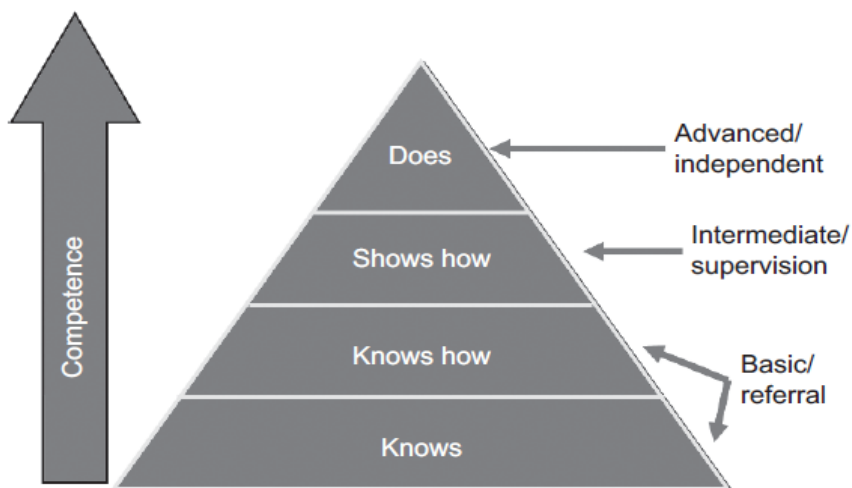 Competence
Does
Shows how
Knows how
Knows
Advanced/
independent
Intermediate/
supervision
Basic/
referral